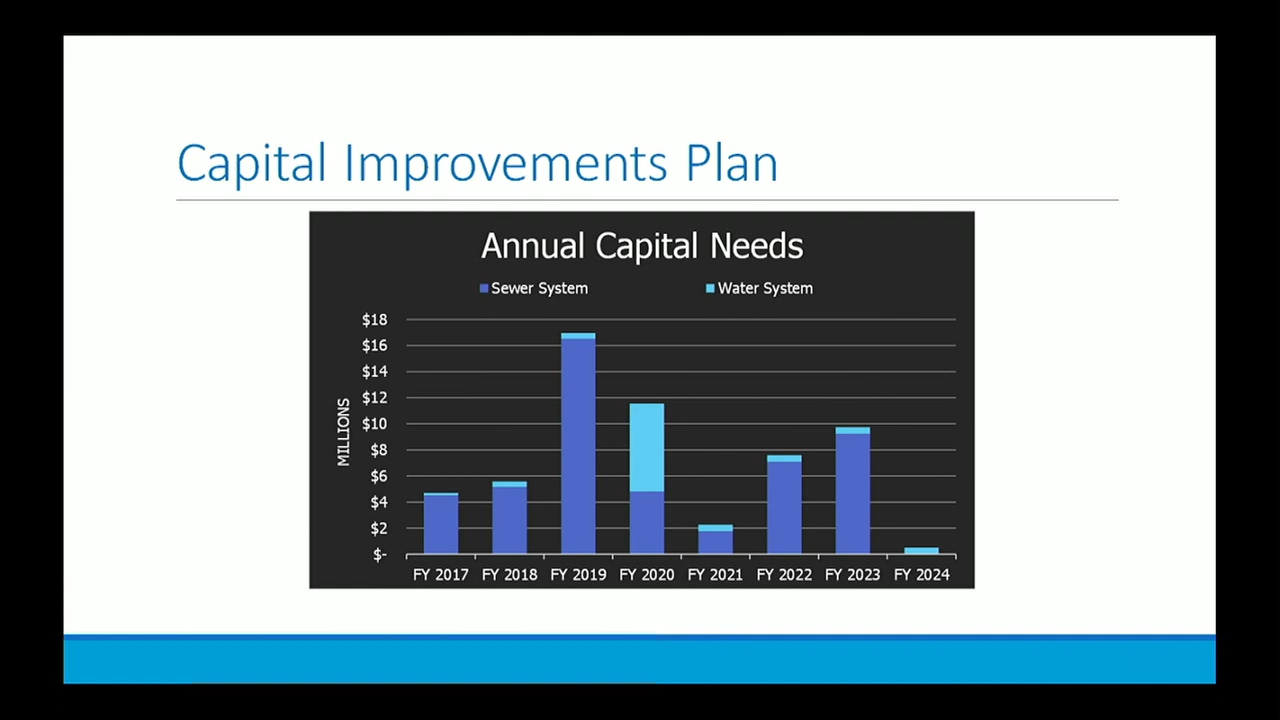 Capital Improvements Plan
Annual Capital Needs
Sewer System Water System
$18
$16
$14
$12
$10
$8
$6
$4
$2
$-
MILLIONS
FY 2017 FY 2018 FY 2019 FY 2020 FY 2021 FY 2022 FY 2023 FY 2024